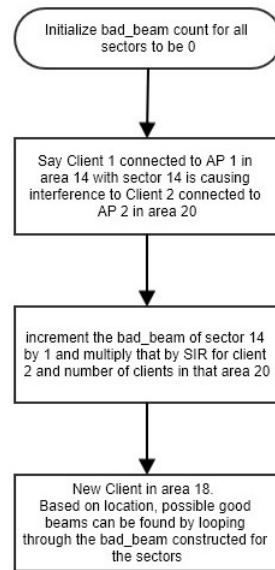 Initialize bad_beam count for all
sectors to be 0
Say Client 1 connected to AP 1 in
area 14 with sector 14 is causing
interference to Client 2 connected to
AP 2 in area 20
increment the bad_beam of sector 14
by 1 and multiply that by SIR for client
2 and number of clients in that area 20
New Client in area 18.
Based on location, possible good
beams can be found by looping
through the bad_beam constructed for
the sectors